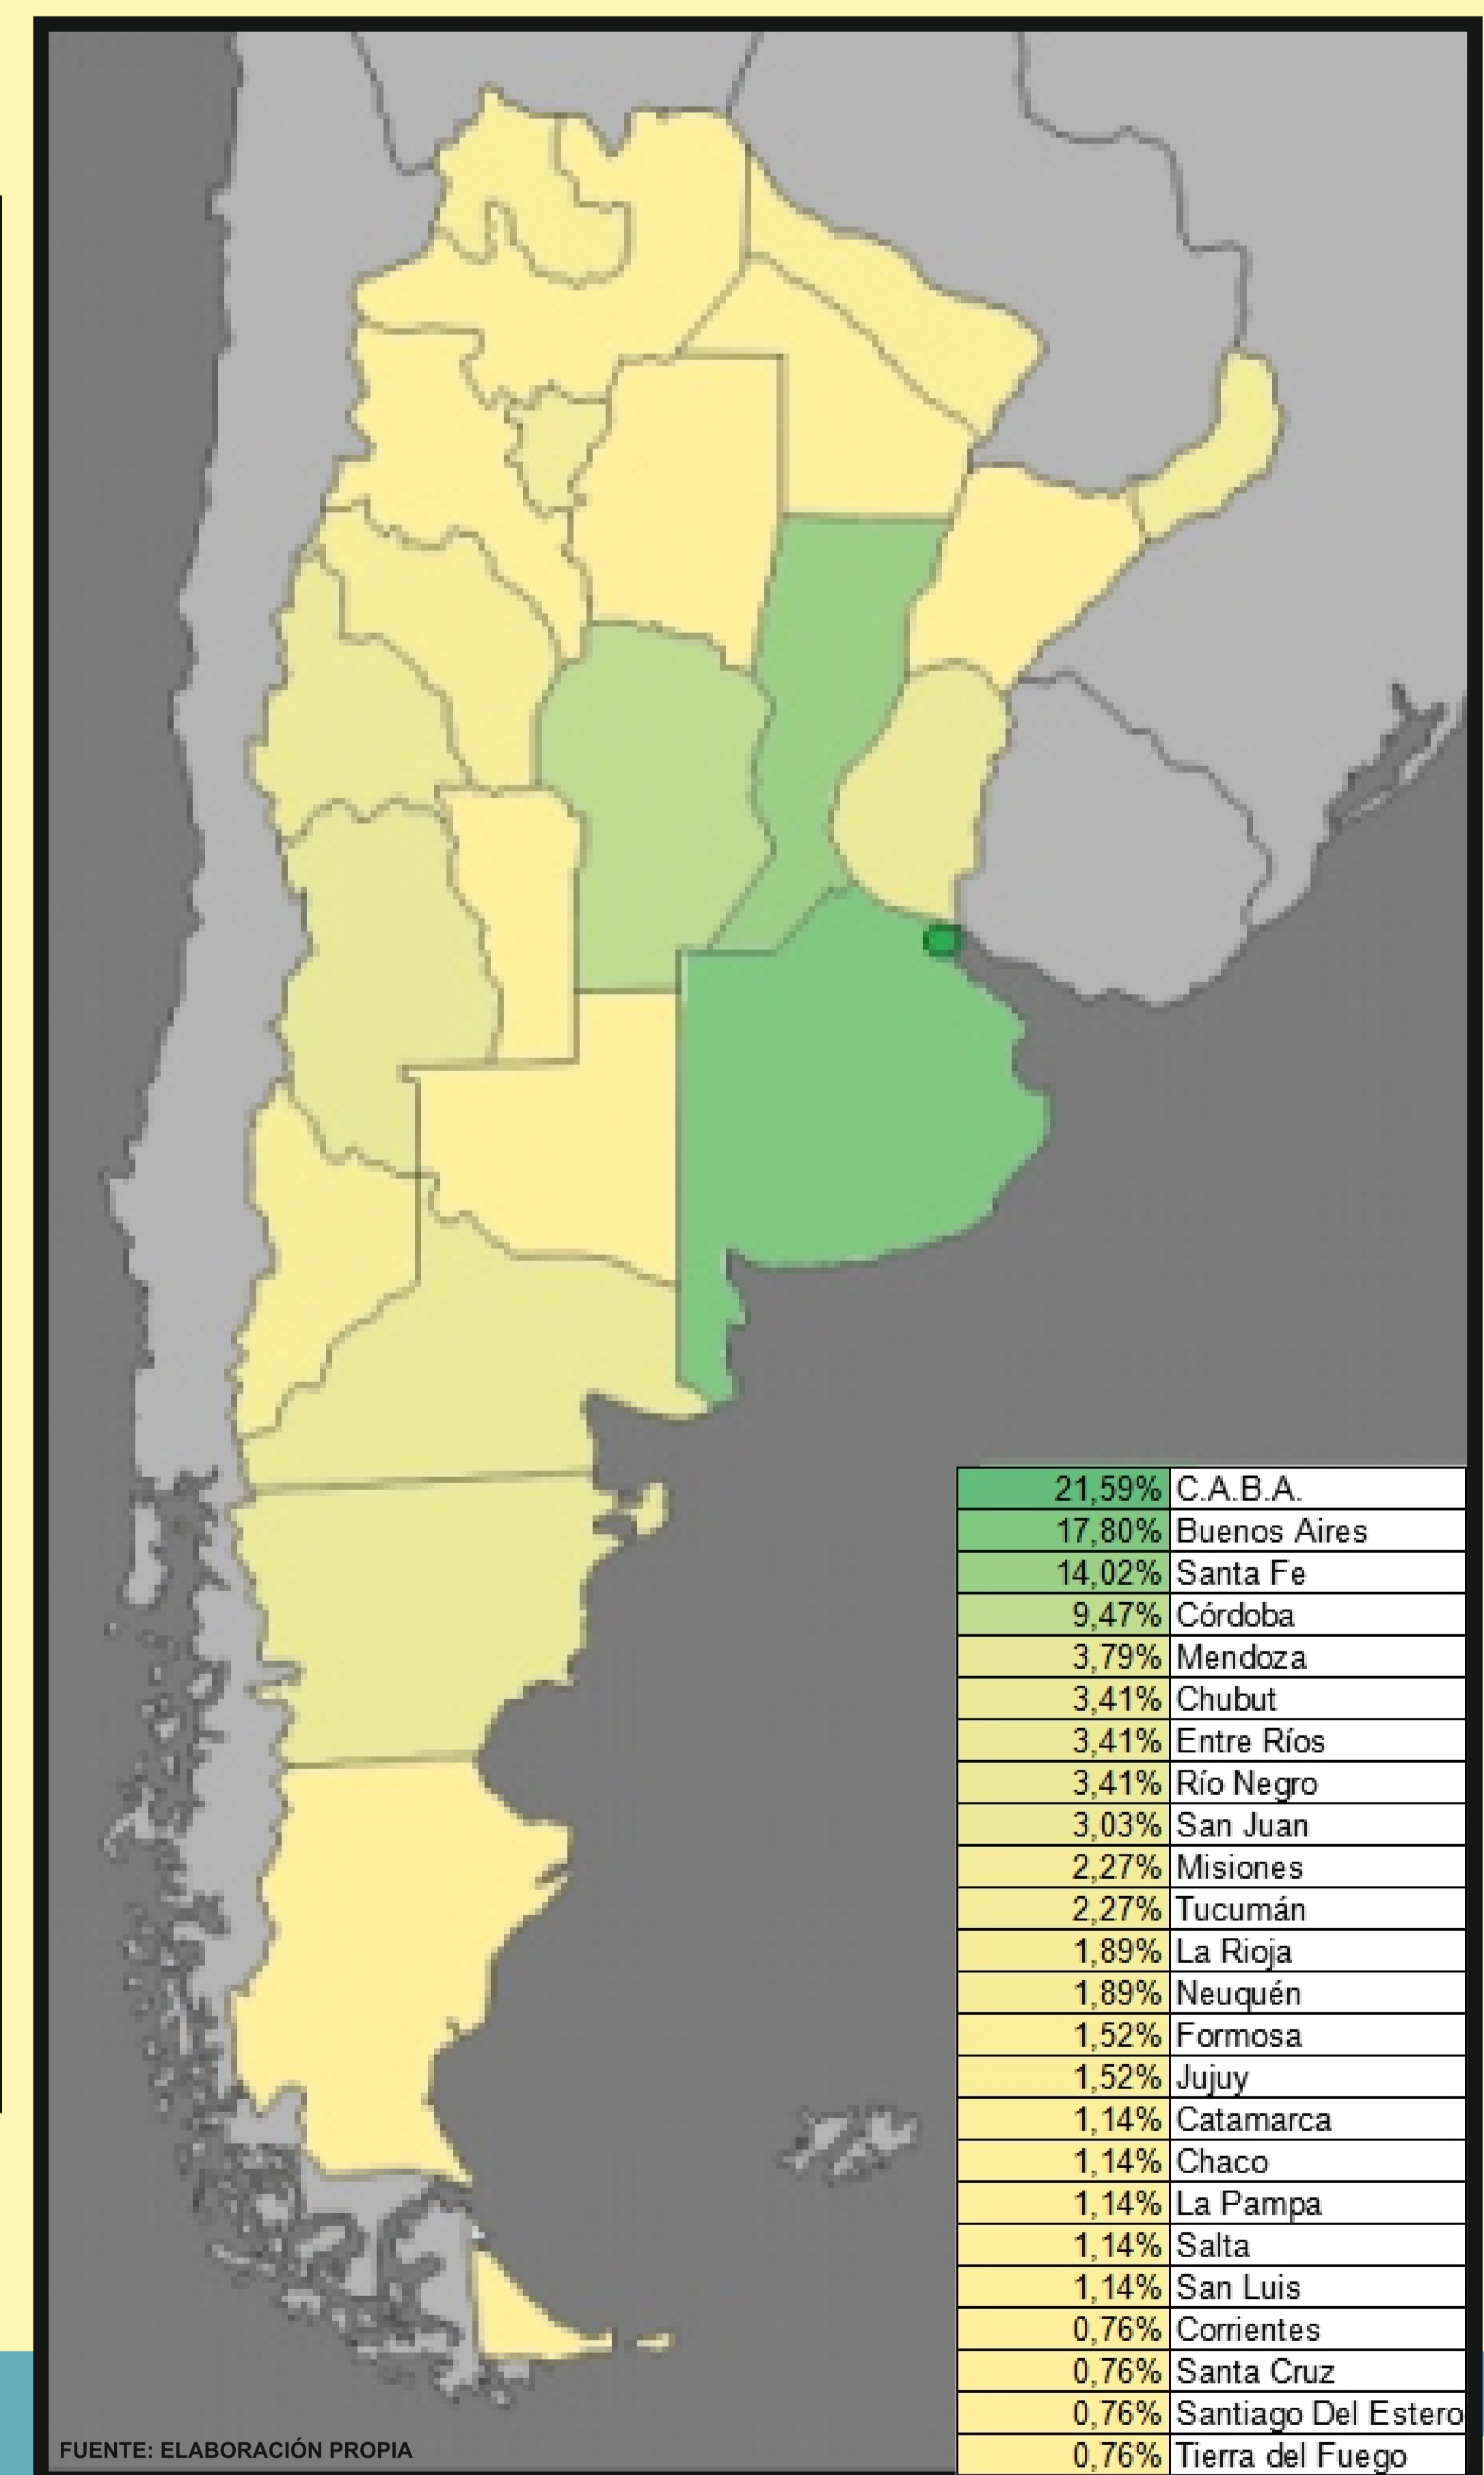 21,59% C.A.B.A.
17,80% Buenos Aires
14,02% Santa Fe
9,47% Córdoba
3,79% Mendoza
3,41% Chubut
3,41% Entre Ríos
3,41% Río Negro
3,03% San Juan
2,27% Misiones
2,27% Tucumán
1,89% La Rioja
1,89% Neuquén
1,52% Formosa
1,52% Jujuy
1,14% Catamarca
1,14% Chaco
1,14% La Pampa
1,14% Salta
1,14% San Luis
0,76% Corrientes
0,76% Santa Cruz
0,76% Santiago Del Estero
0,76% Tierra del Fuego
FUENTE: ELABORACIÓN PROPIA